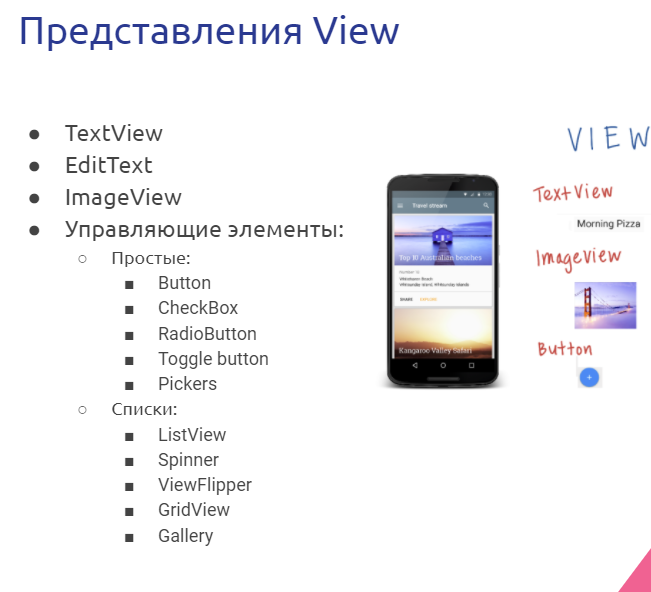 Представления View
● TextView
● EditText
● ImageView
● Управляющие элементы:
○ Простые:
■ Button
■ CheckBox
■ RadioButton
■ Toggle button
■ Pickers
○ Списки:
■ ListView
■ Spinner
■ ViewFlipper
■ GridView
■ Gallery
Travel stream
Top 10 Australian beaches
Number 10
Whitehaven Beach
Whitsunday Island, Whitsunday Islands
SHARE EXPLORE
Kangaroo Valley Safari
VIEW
TextView
Morning Pizza
ImageView
Button
+